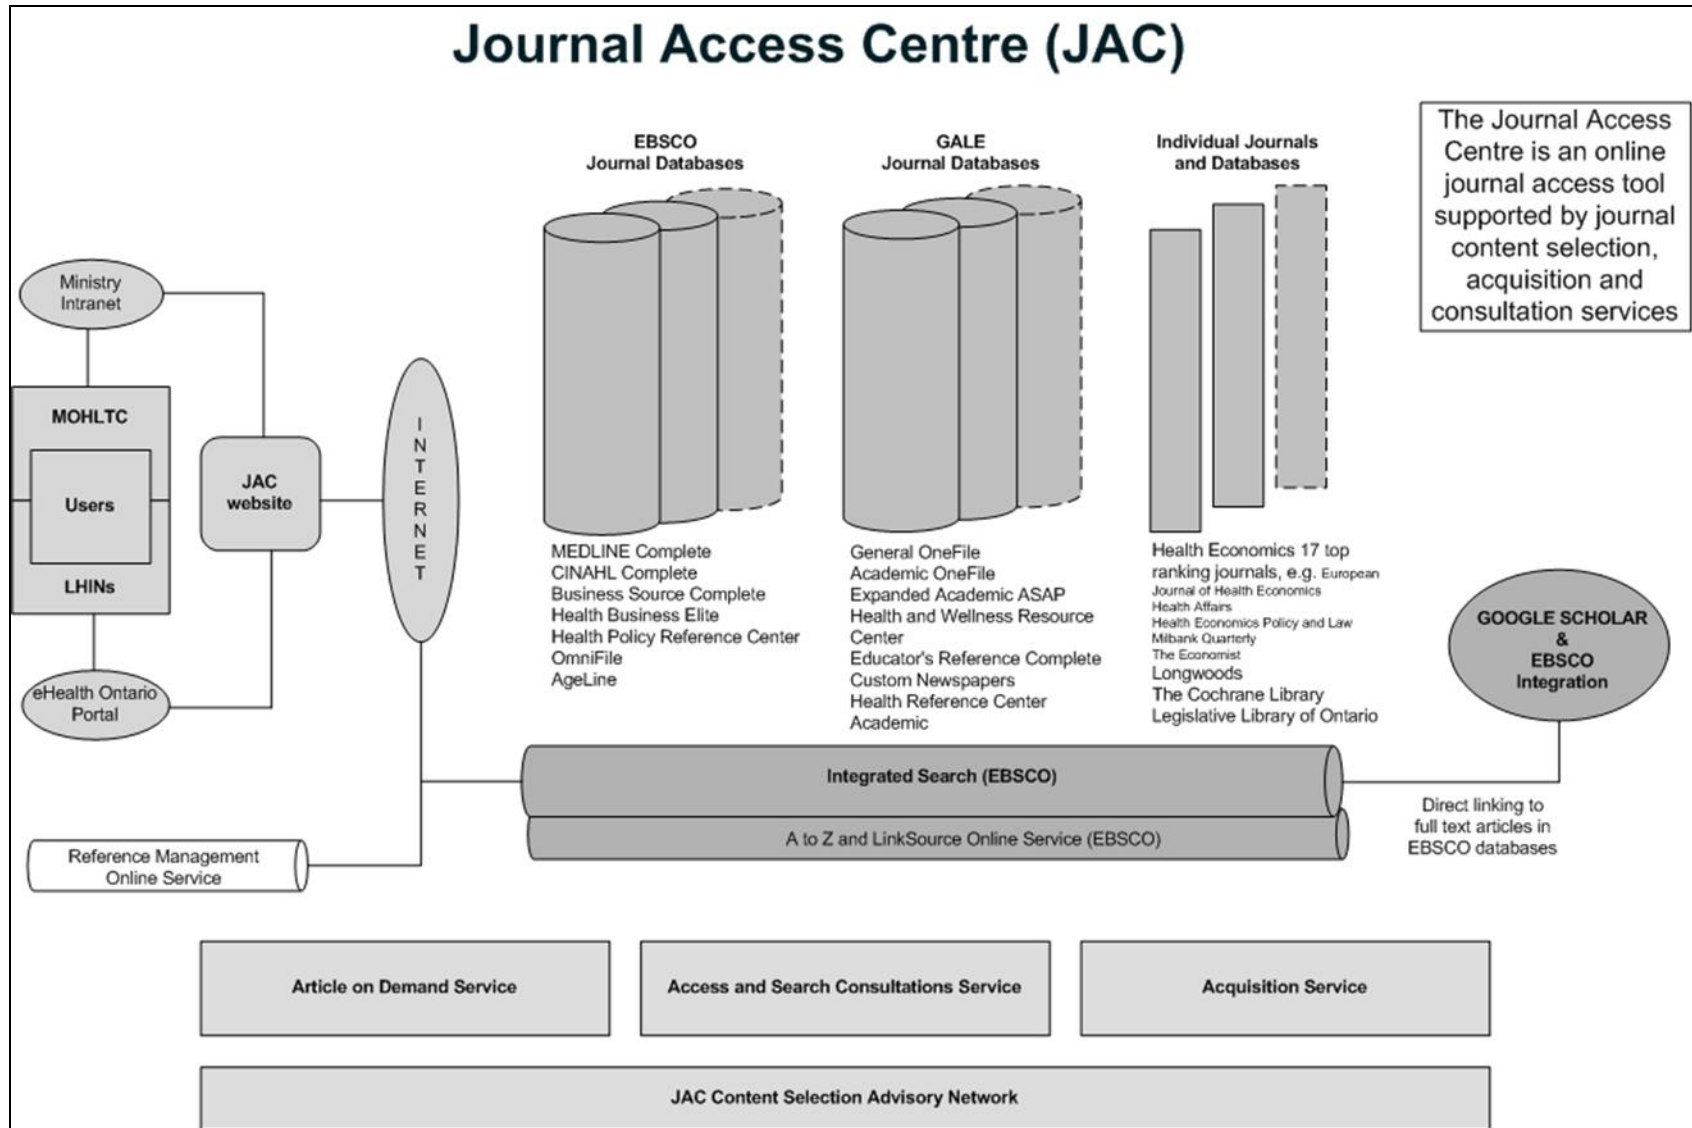 Journal Access Centre (JAC)
The Journal Access
Centre is an online
journal access tool
supported by journal
content selection,
acquisition and
consultation services
EBSCO
Journal Databases
GALE
Journal Databases
Individual Journals
and Databases
Ministry
Intranet
MOHLTC
Users
LHINs
JAC
website
INTERNET
eHealth Ontario
Portal
MEDLINE Complete
CINAHL Complete
Business Source Complete
Health Business Elite
Health Policy Reference Center
OmniFile
AgeLine
General OneFile
Academic OneFile
Expanded Academic ASAP
Health and Wellness Resource
Center
Educator's Reference Complete
Custom Newspapers
Health Reference Center
Academic
Health Economics 17 top
ranking journals, e.g. European
Journal of Health Economics
Health Affairs
Health Economics Policy and Law
Milbank Quarterly
The Economist
Longwoods
The Cochrane Library
Legislative Library of Ontario
GOOGLE SCHOLAR
&
EBSCO
Integration
Integrated Search (EBSCO)
A to Z and LinkSource Online Service (EBSCO)
Direct linking to
full text articles in
EBSCO databases
Reference Management
Online Service
Article on Demand Service
Access and Search Consultations Service
Acquisition Service
JAC Content Selection Advisory Network